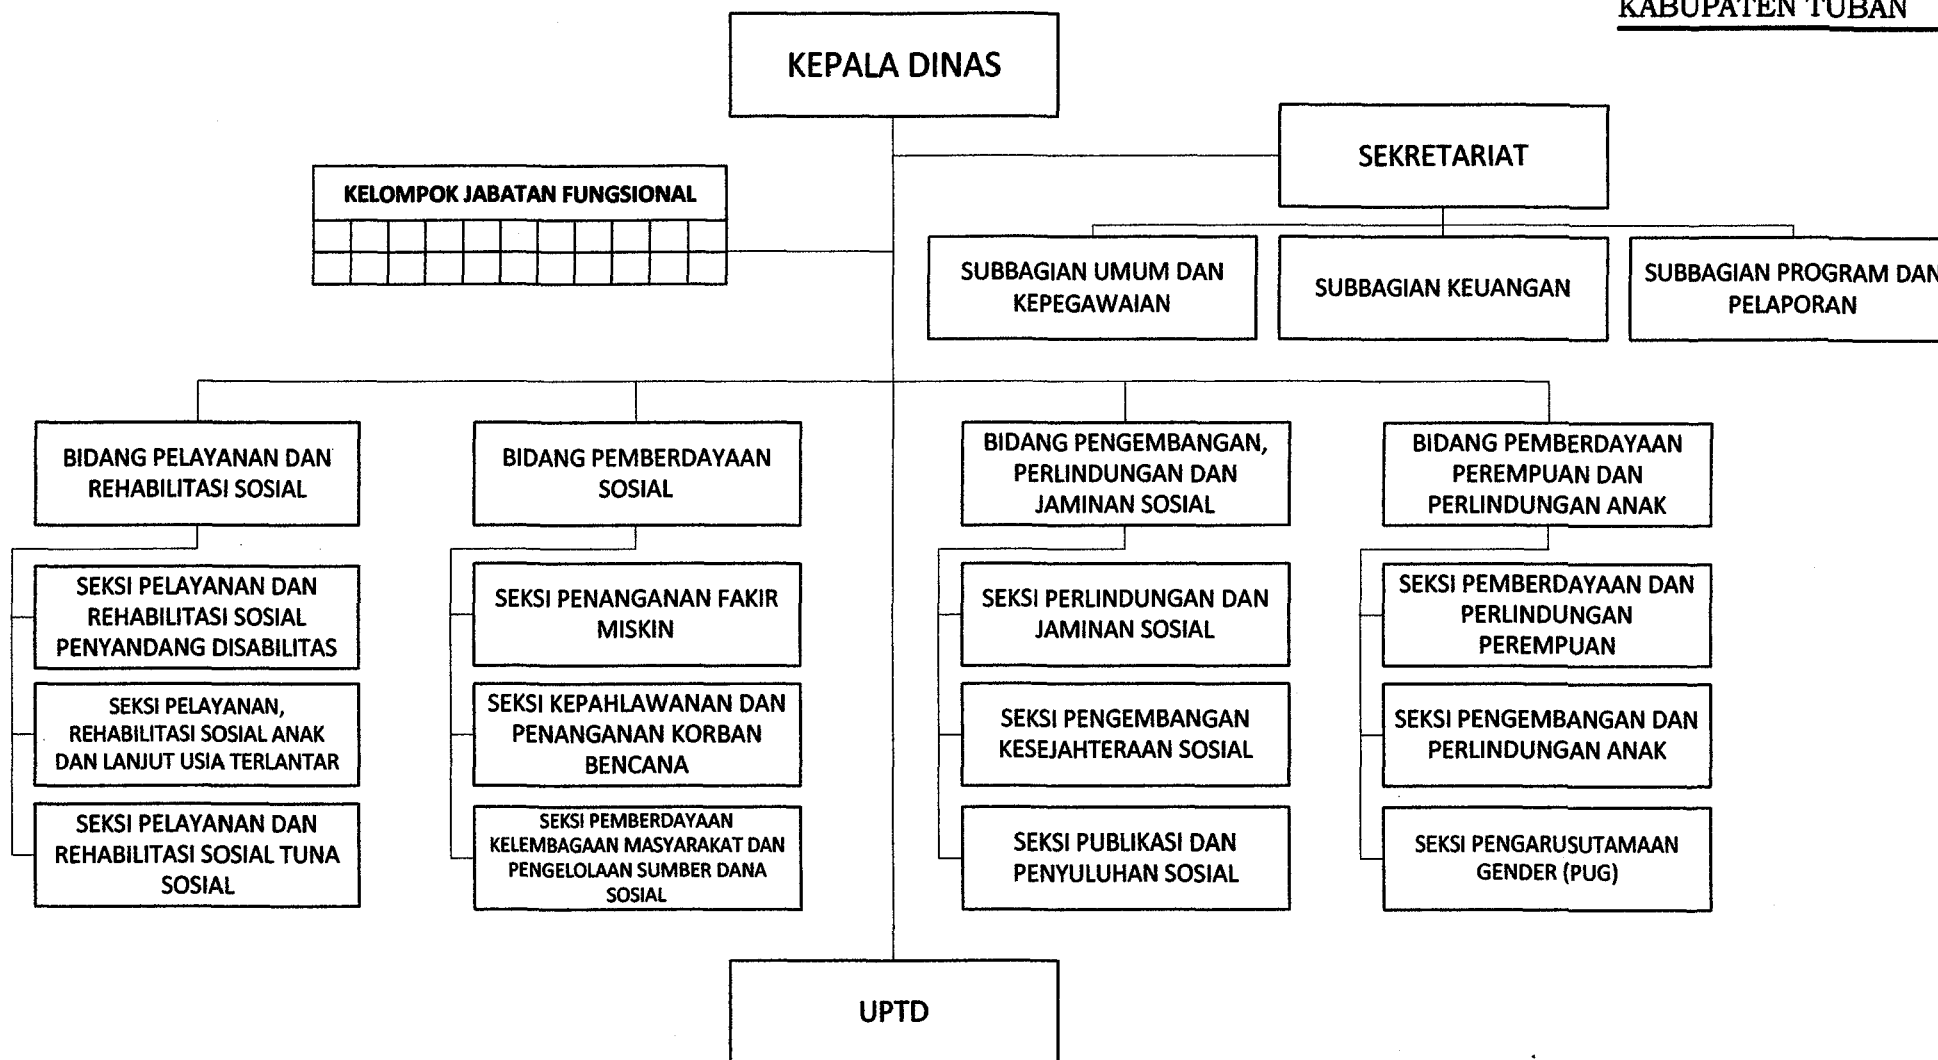 KABUPATEN TUBAN
KEPALA DINAS
SEKRETARIAT
KELOMPOK JABATAN FUNGSIONAL
SUBBAGIAN UMUM DAN
KEPEGAWAIAN
SUBBAGIAN KEUANGAN
SUBBAGIAN PROGRAM DAN
PELAPORAN
BIDANG PELAYANAN DAN
REHABILITASI SOSIAL
BIDANG PEMBERDAYAAN
SOSIAL
BIDANG PENGEMBANGAN,
PERLINDUNGAN DAN
JAMINAN SOSIAL
BIDANG PEMBERDAYAAN
PEREMPUAN DAN
PERLINDUNGAN ANAK
SEKSI PELAYANAN DAN
REHABILITASI SOSIAL
PENYANDANG DISABILITAS
SEKSI PENANGANAN FAKIR
MISKIN
SEKSI PERLINDUNGAN DAN
JAMINAN SOSIAL
SEKSI PEMBERDAYAAN DAN
PERLINDUNGAN
PEREMPUAN
SEKSI PELAYANAN,
REHABILITASI SOSIAL ANAK
DAN LANJUT USIA TERLANTAR
SEKSI KEPAHLAWANAN DAN
PENANGANAN KORBAN
BENCANA
SEKSI PENGEMBANGAN
KESEJAHTERAAN SOSIAL
SEKSI PENGEMBANGAN DAN
PERLINDUNGAN ANAK
SEKSI PELAYANAN DAN
REHABILITASI SOSIAL TUNA
SOSIAL
SEKSI PEMBERDAYAAN
KELEMBAGAAN MASYARAKAT DAN
PENGELOLAAN SUMBER DANA
SOSIAL
SEKSI PUBLIKASI DAN
PENYULUHAN SOSIAL
SEKSI PENGARUSUTAMAAN
GENDER (PUG)
UPTD